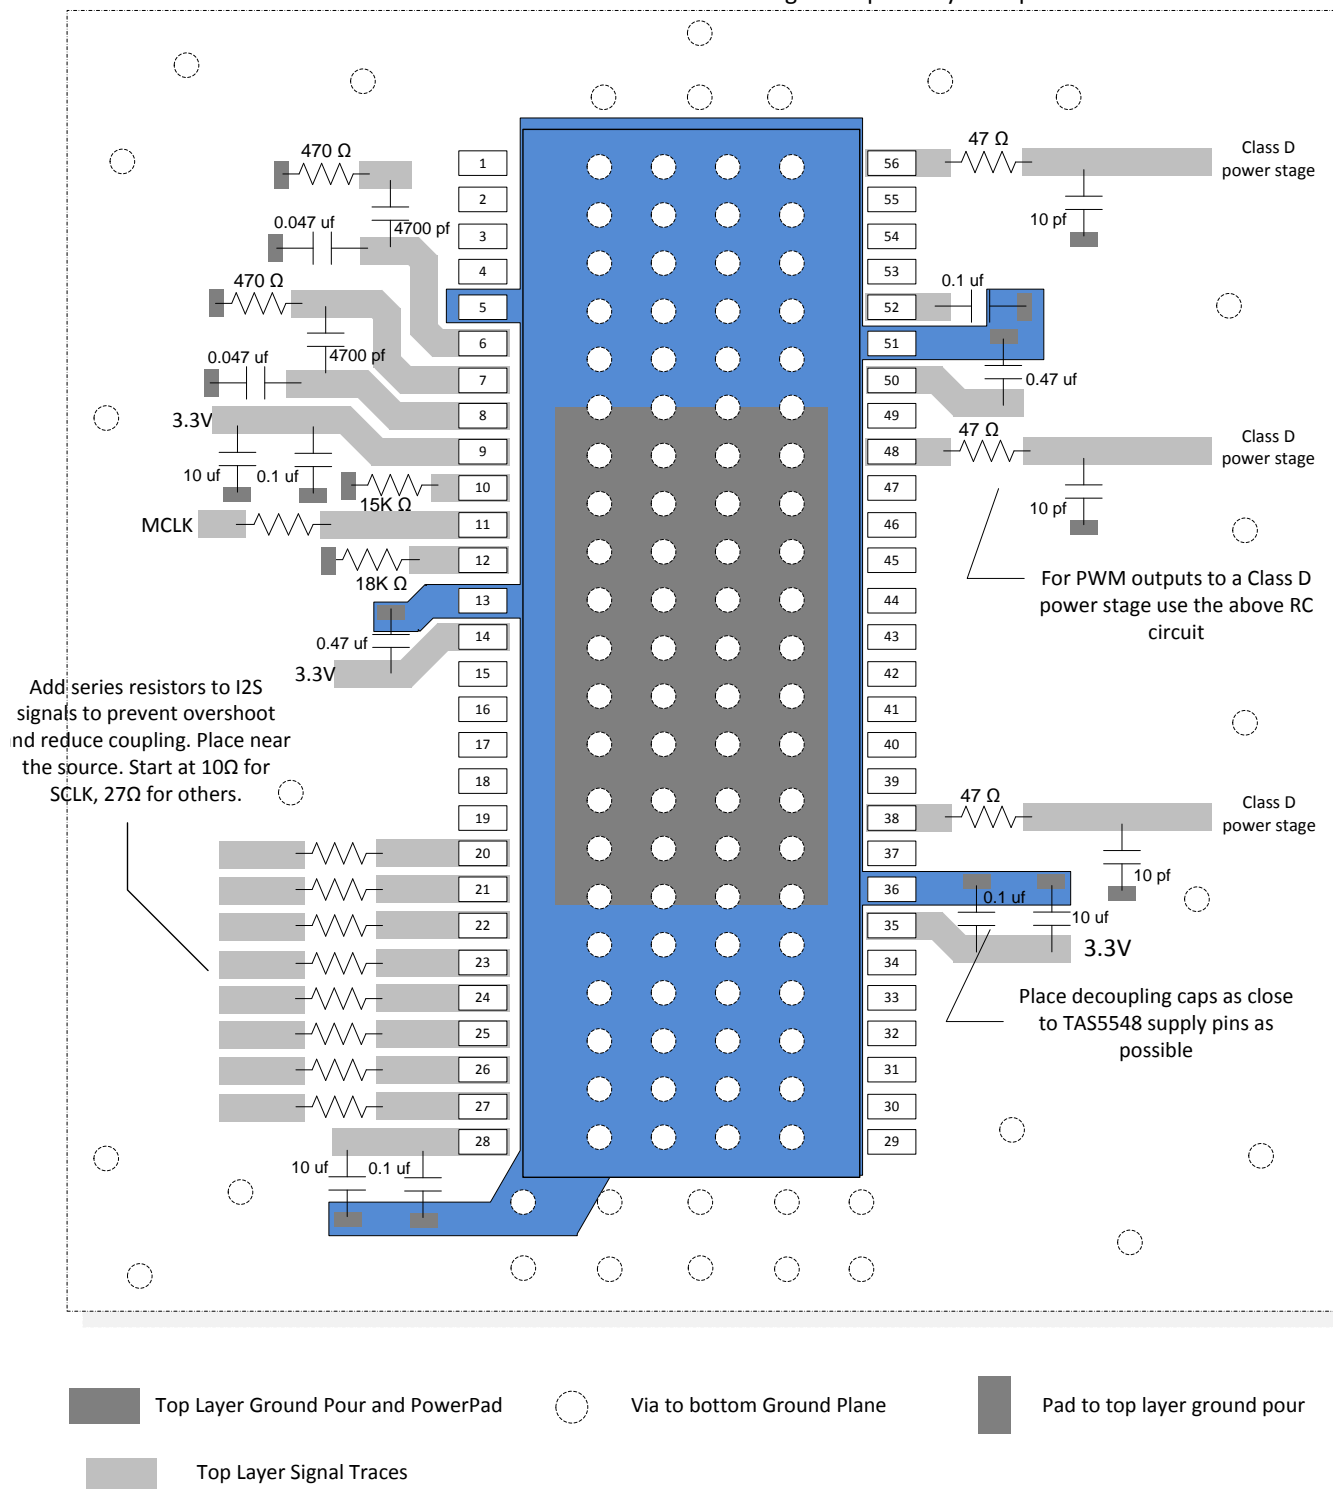 470 Ω
4700 pf
0.047 uf
470 Ω
4700 pf
0.047 uf
3.3V
10 uf
0.1 uf
15K Ω
MCLK
18K Ω
0.47 uf
3.3V
Add series resistors to I2S
signals to prevent overshoot
nd reduce coupling. Place near
the source. Start at 10Ω for
SCLK, 27Ω for others.
10 uf
0.1 uf
1
2
3
4
5
6
7
8
9
10
11
12
13
14
15
16
17
18
19
20
21
22
23
24
25
26
27
28
56
55
54
53
52
51
50
49
48
47
46
45
44
43
42
41
40
39
38
37
36
35
34
33
32
31
30
29
47 Ω
Class D
power stage
10 pf
0.1 uf
0.47 uf
47 Ω
Class D
power stage
10 pf
For PWM outputs to a Class D
power stage use the above RC
circuit
47 Ω
Class D
power stage
10 pf
0.1 uf
10 uf
3.3V
Place decoupling caps as close
to TAS5548 supply pins as
possible
Top Layer Ground Pour and PowerPad
Via to bottom Ground Plane
Pad to top layer ground pour
Top Layer Signal Traces